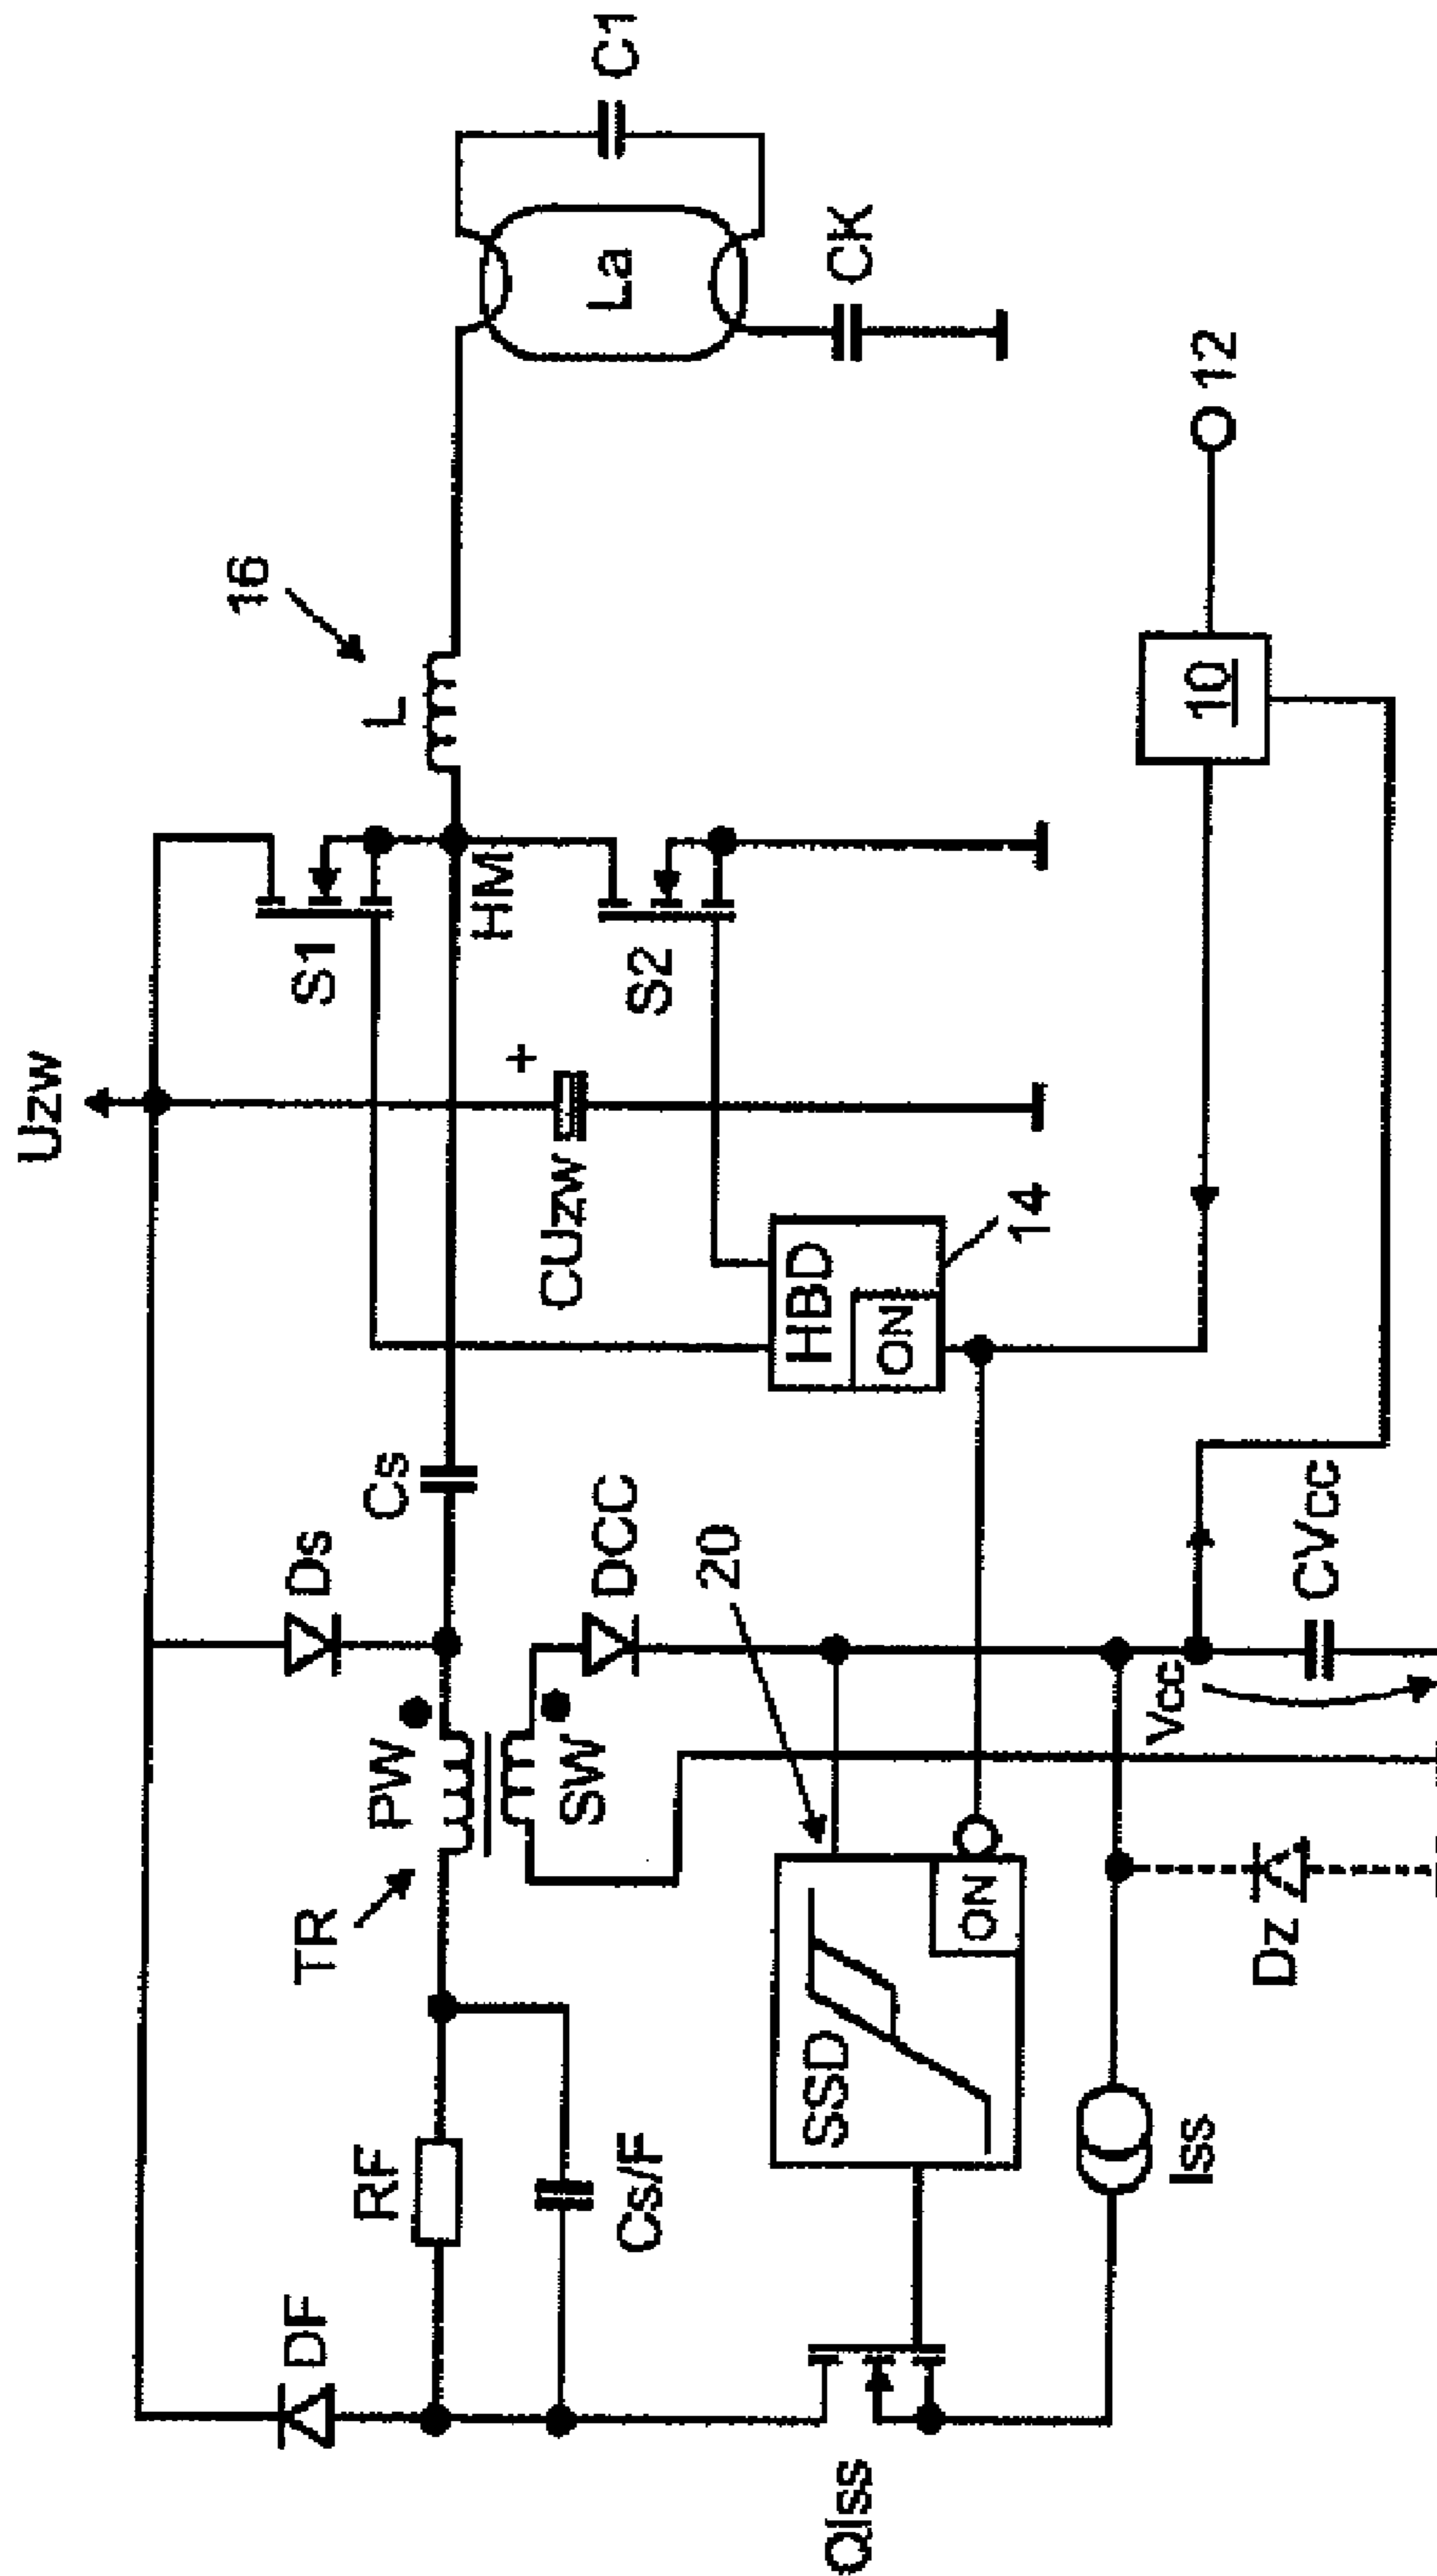 Uzw
16
L
C1
La
CK
S1
HM
S2
+
CUzw
Ds
Cs
DF
RF
Cs/F
TR
PW
SW
DCC
20
HBD
ON
14
10
12
SSD
ON
QIss
Iss
Dz
Vcc
CVcc